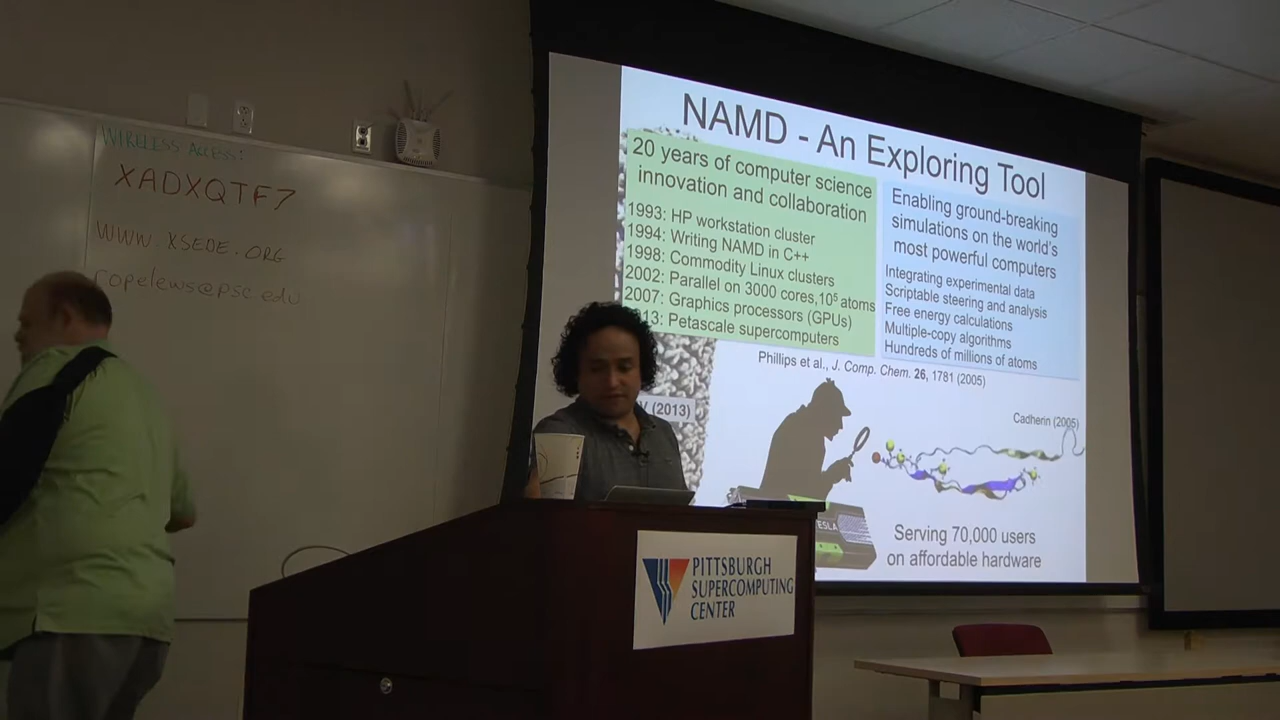 WIRELESS ACCESS:
XADXQTF7
WWW.XSEDE.ORG
ropelews@psc.edu
NAMD - An Exploring Tool
20 years of computer science
innovation and collaboration
1993: HP workstation cluster
1994: Writing NAMD in C++
1998: Commodity Linux clusters
2002: Parallel on 3000 cores,10⁵ atoms
2007: Graphics processors (GPUs)
13: Petascale supercomputers
Enabling ground-breaking
simulations on the world's
most powerful computers
Integrating experimental data
Scriptable steering and analysis
Free energy calculations
Multiple-copy algorithms
Hundreds of millions of atoms
Phillips et al., J. Comp. Chem. 26, 1781 (2005)
V (2013)
Cadherin (2005)
TESLA
Serving 70,000 users
on affordable hardware
PITTSBURGH
SUPERCOMPUTING
CENTER